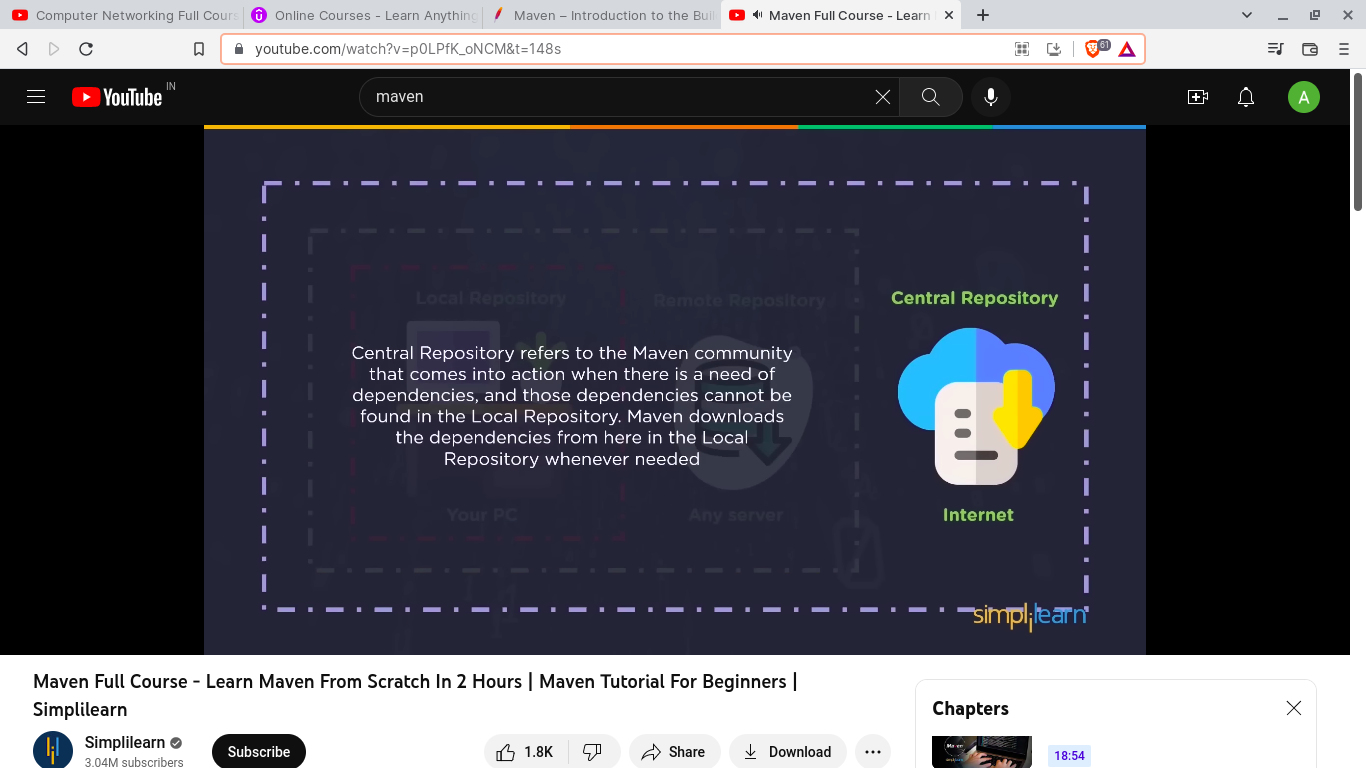 Computer Networking Full Cours
Online Courses - Learn Anything
Maven – Introduction to the Buil
Maven Full Course - Learn
youtube.com/watch?v=p0LPfK_oNCM&t=148s
61
YouTube IN
maven
A
Local Repository
Remote Repository
Central Repository
Central Repository refers to the Maven community
that comes into action when there is a need of
dependencies, and those dependencies cannot be
found in the Local Repository. Maven downloads
the dependencies from here in the Local
Repository whenever needed
Your PC
Any server
Internet
simplilearn
Maven Full Course - Learn Maven From Scratch In 2 Hours | Maven Tutorial For Beginners |
Simplilearn
Chapters
Simplilearn
3.04M subscribers
Subscribe
1.8K
Share
Download
18:54